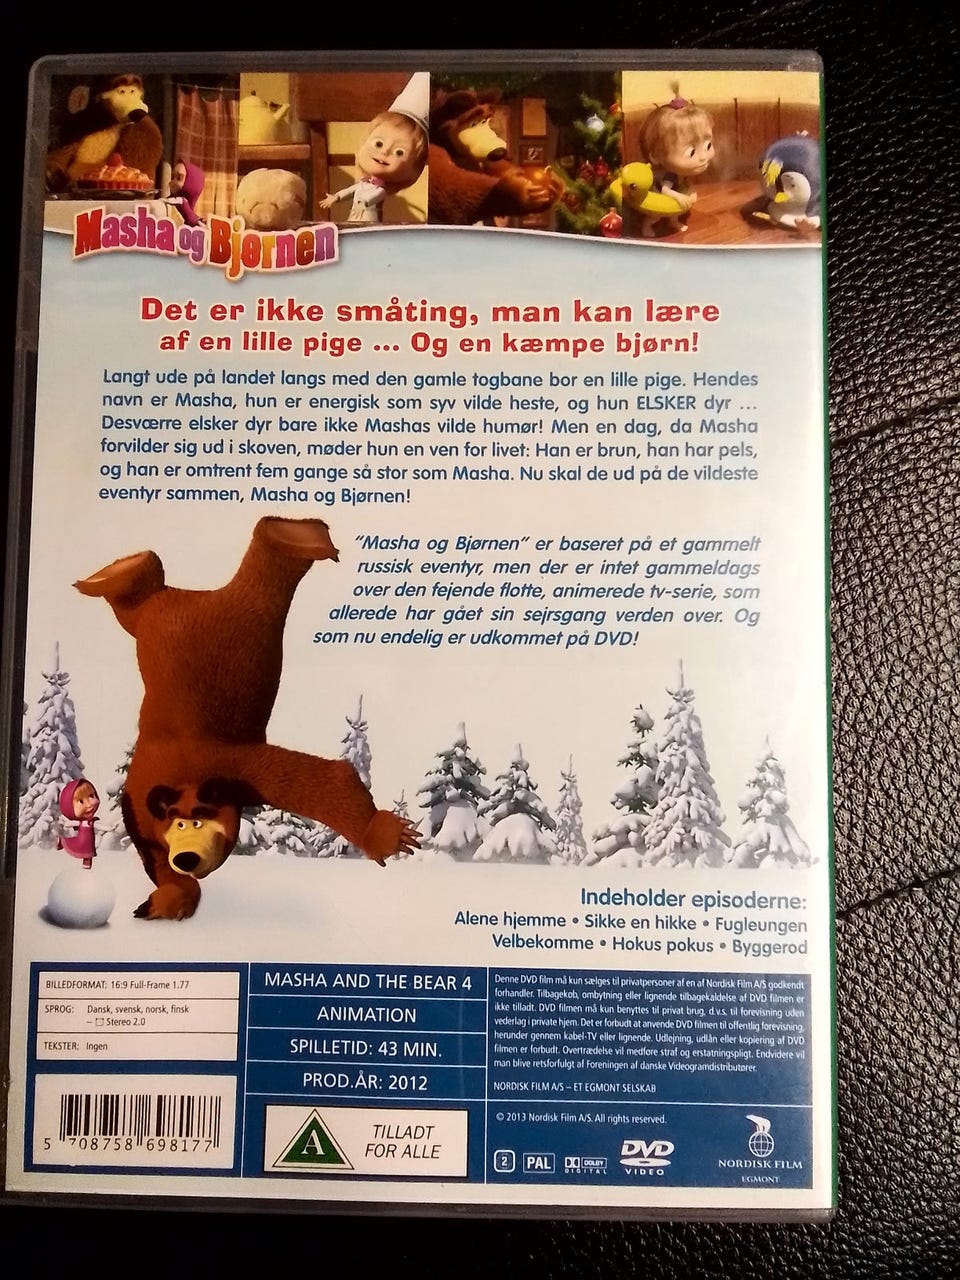 Masha og Bjørnen
Det er ikke småting, man kan lære
af en lille pige ... Og en kæmpe bjørn!
Langt ude på landet langs med den gamle togbane bor en lille pige. Hendes
navn er Masha, hun er energisk som syv vilde heste, og hun ELSKER dyr ...
Desværre elsker dyr bare ikke Mashas vilde humør! Men en dag, da Masha
forvilder sig ud i skoven, møder hun en ven for livet: Han er brun, han har pels,
og han er omtrent fem gange så stor som Masha. Nu skal de ud på de vildeste
eventyr sammen, Masha og Bjørnen!
"Masha og Bjørnen" er baseret på et gammelt
russisk eventyr, men der er intet gammeldags
over den fejende flotte, animerede tv-serie, som
allerede har gået sin sejrsgang verden over. Og
som nu endelig er udkommet på DVD!
Indeholder episoderne:
Alene hjemme • Sikke en hikke • Fugleungen
Velbekomme • Hokus pokus • Byggerod
BILLEDFORMAT: 16:9 Full-Frame 1.77
SPROG: Dansk, svensk, norsk, finsk
– Stereo 2.0
TEKSTER: Ingen
5 708758 698177
MASHA AND THE BEAR 4
ANIMATION
SPILLETID: 43 MIN.
PROD.ÅR: 2012
A
TILLADT
FOR ALLE
Denne DVD film må kun sælges til privatpersoner af en af Nordisk Film A/S godkendt
forhandler. Tilbagekøb, ombytning eller lignende tilbagekaldelse af DVD filmen er
ikke tilladt. DVD filmen må kun benyttes til privat brug, d.v.s. til forevisning uden
vederlag i private hjem. Det er forbudt at anvende DVD filmen til offentlig forevisning,
herunder gennem kabel-TV eller lignende. Udlejning, udlån eller kopiering af DVD
filmen er forbudt. Overtrædelse vil medføre straf og erstatningspligt. Endvidere vil
man blive retsforfulgt af Foreningen af danske Videogramdistributører.
NORDISK FILM A/S – ET EGMONT SELSKAB
© 2013 Nordisk Film A/S. All rights reserved.
2 PAL DOLBY DIGITAL DVD VIDEO
NORDISK FILM
EGMONT